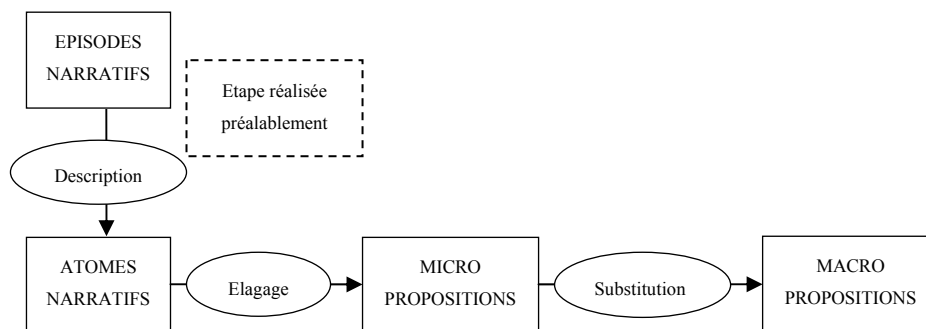 EPISODES
NARRATIFS
Etape réalisée
préalablement
Description
ATOMES
NARRATIFS
Elagage
MICRO
PROPOSITIONS
Substitution
MACRO
PROPOSITIONS